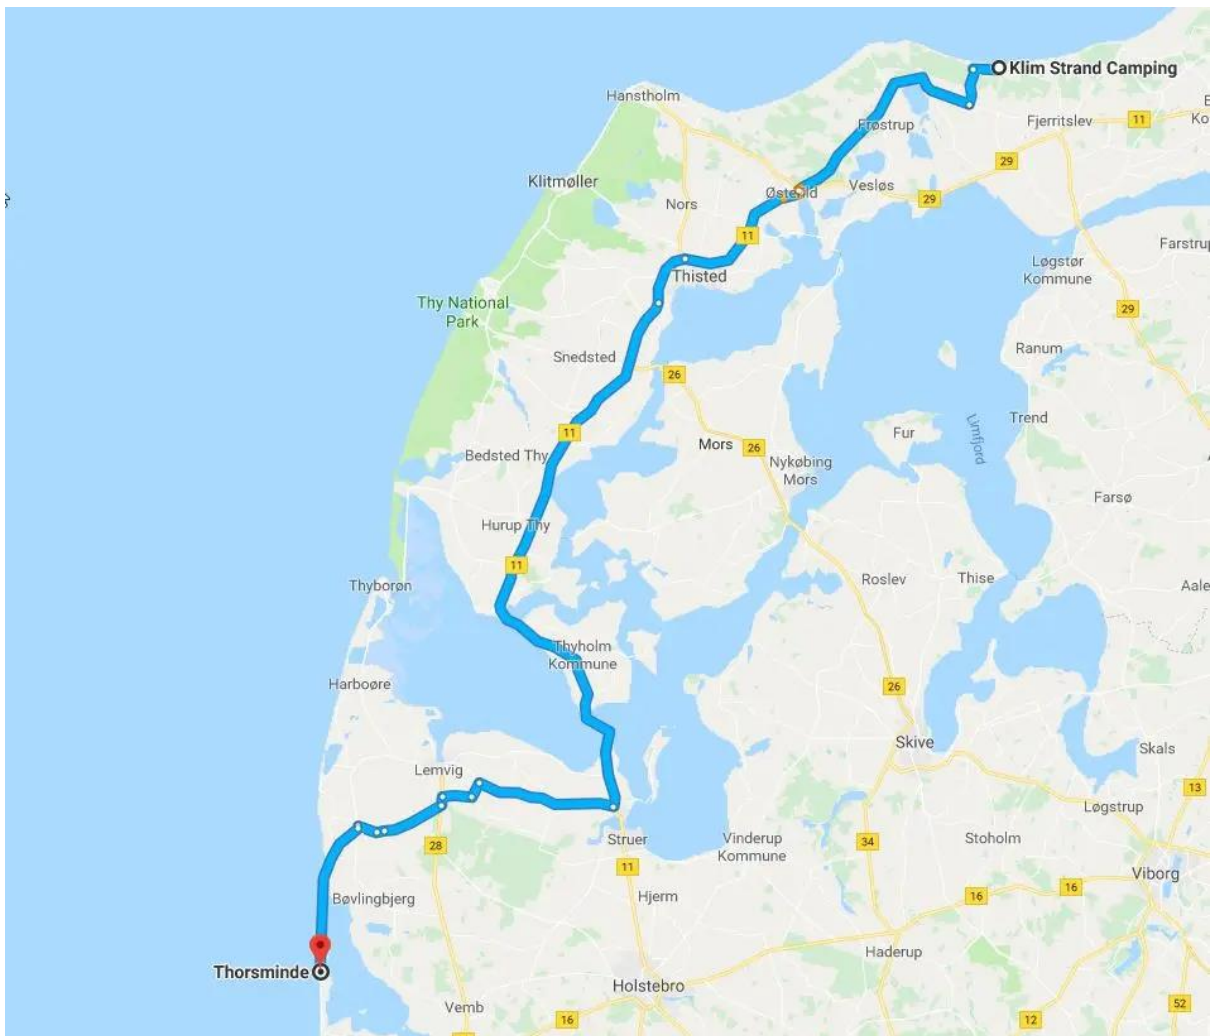 Klim Strand Camping
Hanstholm
Frøstrup
Fjerritslev
11
29
Klitmøller
Østerild
Vesløs
29
Nors
11
Løgstør
Kommune
Farstrup
Thisted
Thy National
Park
29
Snedsted
Ranum
26
Limfjord
Trend
11
Mors
26
Fur
Bedsted Thy
Nykøbing
Mors
Farsø
Hurup Thy
11
Thyborøn
Roslev
Thise
Aale
Thyholm
Kommune
Harboøre
26
Skive
Skals
Lemvig
13
Løgstrup
28
Struer
Vinderup
Kommune
34
Stoholm
11
Viborg
Bøvlingbjerg
Hjerm
16
16
Haderup
Thorsminde
Holstebro
Vemb
16
12
52